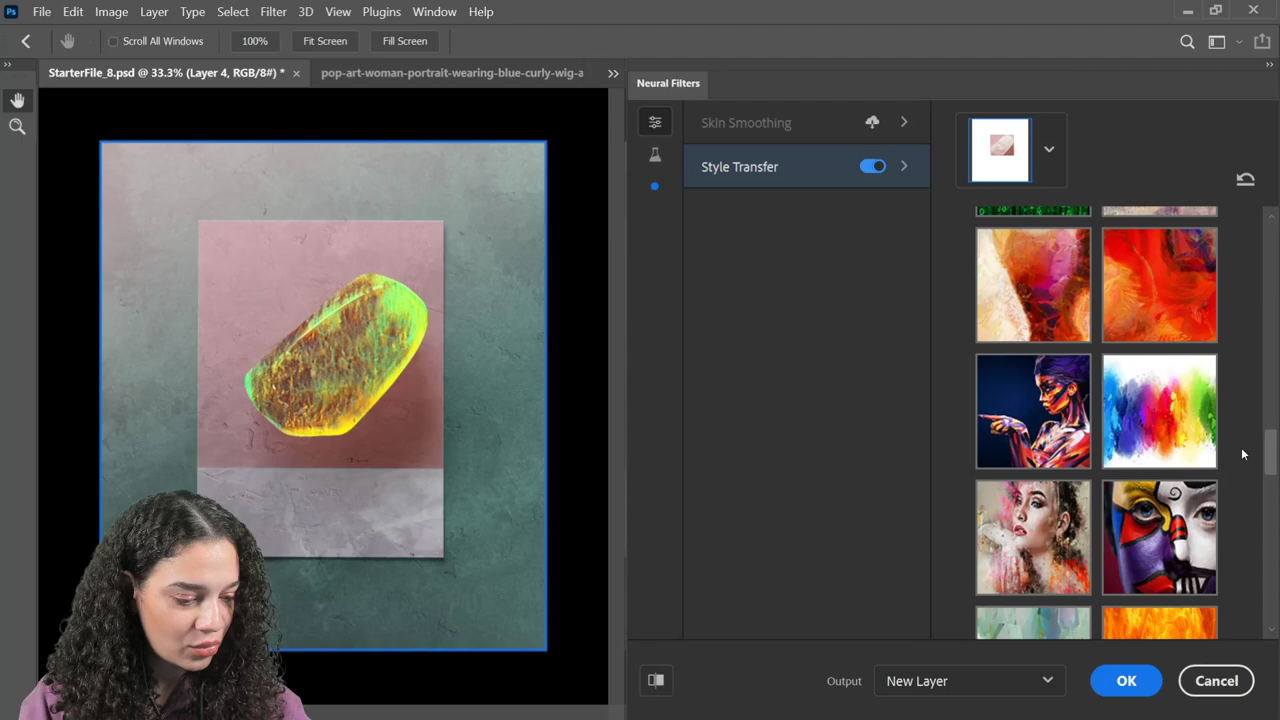 Ps File Edit Image Layer Type Select Filter 3D View Plugins Window Help
Scroll All Windows 100% Fit Screen Fill Screen
StarterFile_8.psd @ 33.3% (Layer 4, RGB/8#) * × pop-art-woman-portrait-wearing-blue-curly-wig-a
Neural Filters
Skin Smoothing
Style Transfer
Output New Layer OK Cancel